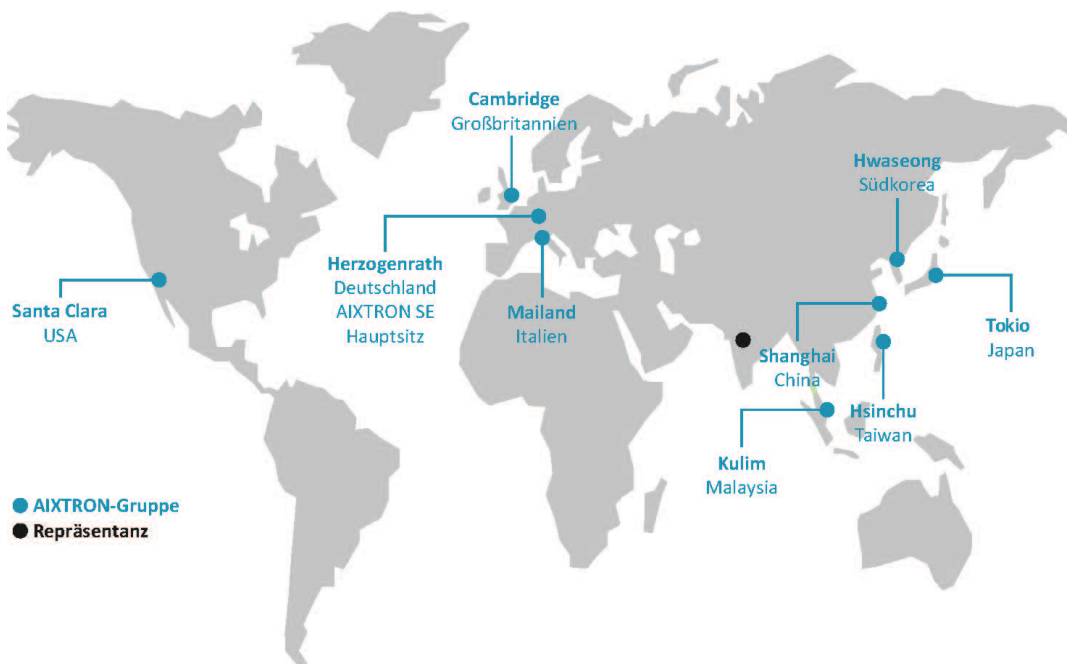 Cambridge
Großbritannien
Hwaseong
Südkorea
Herzogenrath
Deutschland
AIXTRON SE
Hauptsitz
Santa Clara
USA
Mailand
Italien
Tokio
Japan
Shanghai
China
Hsinchu
Taiwan
Kulim
Malaysia
AIXTRON-Gruppe
Repräsentanz